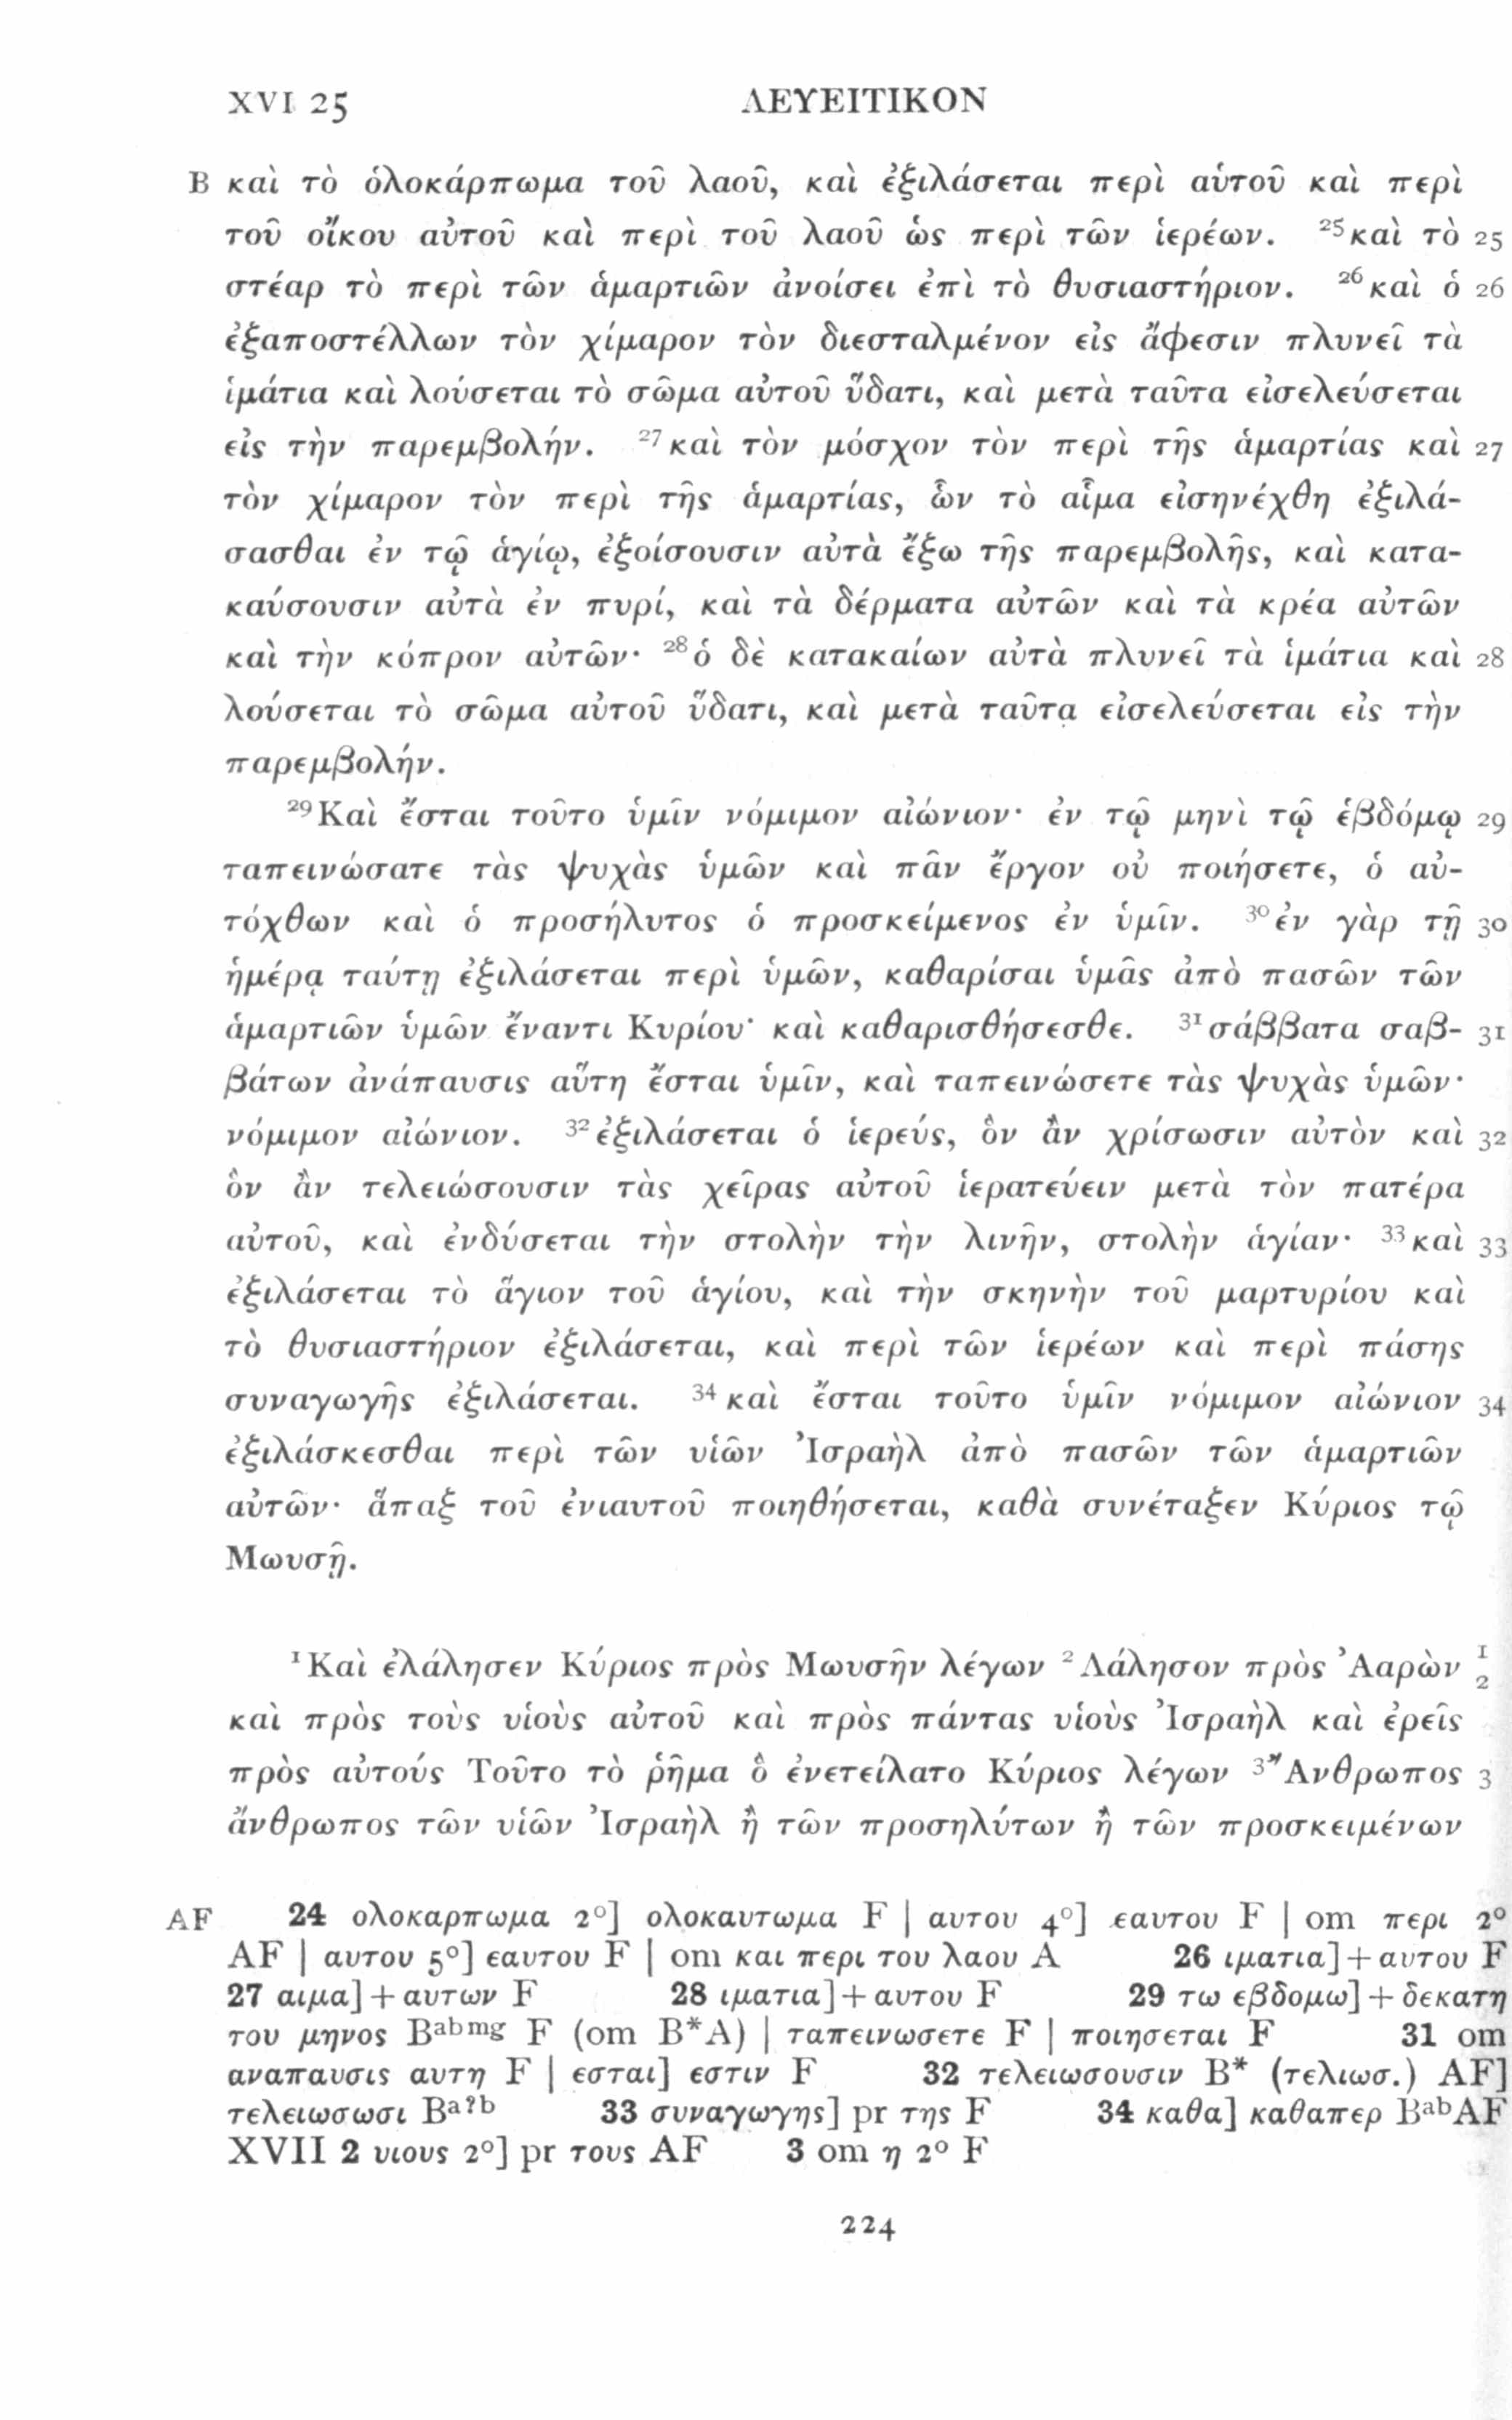 XVI 25 ΛΕΥΕΙΤΙΚΟΝ
B καὶ τὸ ὁλοκάρπωμα τοῦ λαοῦ, καὶ ἐξιλάσεται περὶ αὑτοῦ καὶ περὶ
τοῦ οἴκου αὐτοῦ καὶ περὶ τοῦ λαοῦ ὡς περὶ τῶν ἱερέων. ²⁵καὶ τὸ 25
στέαρ τὸ περὶ τῶν ἁμαρτιῶν ἀνοίσει ἐπὶ τὸ θυσιαστήριον. ²⁶καὶ ὁ 26
ἐξαποστέλλων τὸν χίμαρον τὸν διεσταλμένον εἰς ἄφεσιν πλυνεῖ τὰ
ἱμάτια καὶ λούσεται τὸ σῶμα αὐτοῦ ὕδατι, καὶ μετὰ ταῦτα εἰσελεύσεται
εἰς τὴν παρεμβολήν. ²⁷καὶ τὸν μόσχον τὸν περὶ τῆς ἁμαρτίας καὶ 27
τὸν χίμαρον τὸν περὶ τῆς ἁμαρτίας, ὧν τὸ αἷμα εἰσηνέχθη ἐξιλά-
σασθαι ἐν τῷ ἁγίῳ, ἐξοίσουσιν αὐτὰ ἔξω τῆς παρεμβολῆς, καὶ κατα-
καύσουσιν αὐτὰ ἐν πυρί, καὶ τὰ δέρματα αὐτῶν καὶ τὰ κρέα αὐτῶν
καὶ τὴν κόπρον αὐτῶν· ²⁸ὁ δὲ κατακαίων αὐτὰ πλυνεῖ τὰ ἱμάτια καὶ 28
λούσεται τὸ σῶμα αὐτοῦ ὕδατι, καὶ μετὰ ταῦτα εἰσελεύσεται εἰς τὴν
παρεμβολήν.
²⁹Καὶ ἔσται τοῦτο ὑμῖν νόμιμον αἰώνιον· ἐν τῷ μηνὶ τῷ ἑβδόμῳ 29
ταπεινώσατε τὰς ψυχὰς ὑμῶν καὶ πᾶν ἔργον οὐ ποιήσετε, ὁ αὐ-
τόχθων καὶ ὁ προσήλυτος ὁ προσκείμενος ἐν ὑμῖν. ³⁰ἐν γὰρ τῇ 30
ἡμέρᾳ ταύτῃ ἐξιλάσεται περὶ ὑμῶν, καθαρίσαι ὑμᾶς ἀπὸ πασῶν τῶν
ἁμαρτιῶν ὑμῶν ἔναντι Κυρίου· καὶ καθαρισθήσεσθε. ³¹σάββατα σαβ- 31
βάτων ἀνάπαυσις αὕτη ἔσται ὑμῖν, καὶ ταπεινώσετε τὰς ψυχὰς ὑμῶν·
νόμιμον αἰώνιον. ³²ἐξιλάσεται ὁ ἱερεύς, ὃν ἂν χρίσωσιν αὐτὸν καὶ 32
ὃν ἂν τελειώσουσιν τὰς χεῖρας αὐτοῦ ἱερατεύειν μετὰ τὸν πατέρα
αὐτοῦ, καὶ ἐνδύσεται τὴν στολὴν τὴν λινῆν, στολὴν ἁγίαν· ³³καὶ 33
ἐξιλάσεται τὸ ἅγιον τοῦ ἁγίου, καὶ τὴν σκηνὴν τοῦ μαρτυρίου καὶ
τὸ θυσιαστήριον ἐξιλάσεται, καὶ περὶ τῶν ἱερέων καὶ περὶ πάσης
συναγωγῆς ἐξιλάσεται. ³⁴καὶ ἔσται τοῦτο ὑμῖν νόμιμον αἰώνιον 34
ἐξιλάσκεσθαι περὶ τῶν υἱῶν Ἰσραὴλ ἀπὸ πασῶν τῶν ἁμαρτιῶν
αὐτῶν· ἅπαξ τοῦ ἐνιαυτοῦ ποιηθήσεται, καθὰ συνέταξεν Κύριος τῷ
Μωυσῇ.
¹Καὶ ἐλάλησεν Κύριος πρὸς Μωυσῆν λέγων ²Λάλησον πρὸς Ἀαρὼν 1 2
καὶ πρὸς τοὺς υἱοὺς αὐτοῦ καὶ πρὸς πάντας υἱοὺς Ἰσραὴλ καὶ ἐρεῖς
πρὸς αὐτούς Τοῦτο τὸ ῥῆμα ὃ ἐνετείλατο Κύριος λέγων ³Ἄνθρωπος 3
ἄνθρωπος τῶν υἱῶν Ἰσραὴλ ἢ τῶν προσηλύτων ἢ τῶν προσκειμένων
AF 24 ολοκαρπωμα 2°] ολοκαυτωμα F | αυτου 4°] εαυτου F | om περι 2°
AF | αυτου 5°] εαυτου F | om και περι του λαου A 26 ιματια] + αυτου F
27 αιμα] + αυτων F 28 ιματια] + αυτου F 29 τω εβδομω] + δεκατη
του μηνος Bᵃᵇᵐᵍ F (om B*A) | ταπεινωσετε F | ποιησεται F 31 om
αναπαυσις αυτη F | εσται] εστιν F 32 τελειωσουσιν B* (τελιωσ.) AF]
τελειωσωσι Bᵃ?ᵇ 33 συναγωγης] pr της F 34 καθα] καθαπερ BᵃᵇAF
XVII 2 υιους 2°] pr τους AF 3 om η 2° F
224